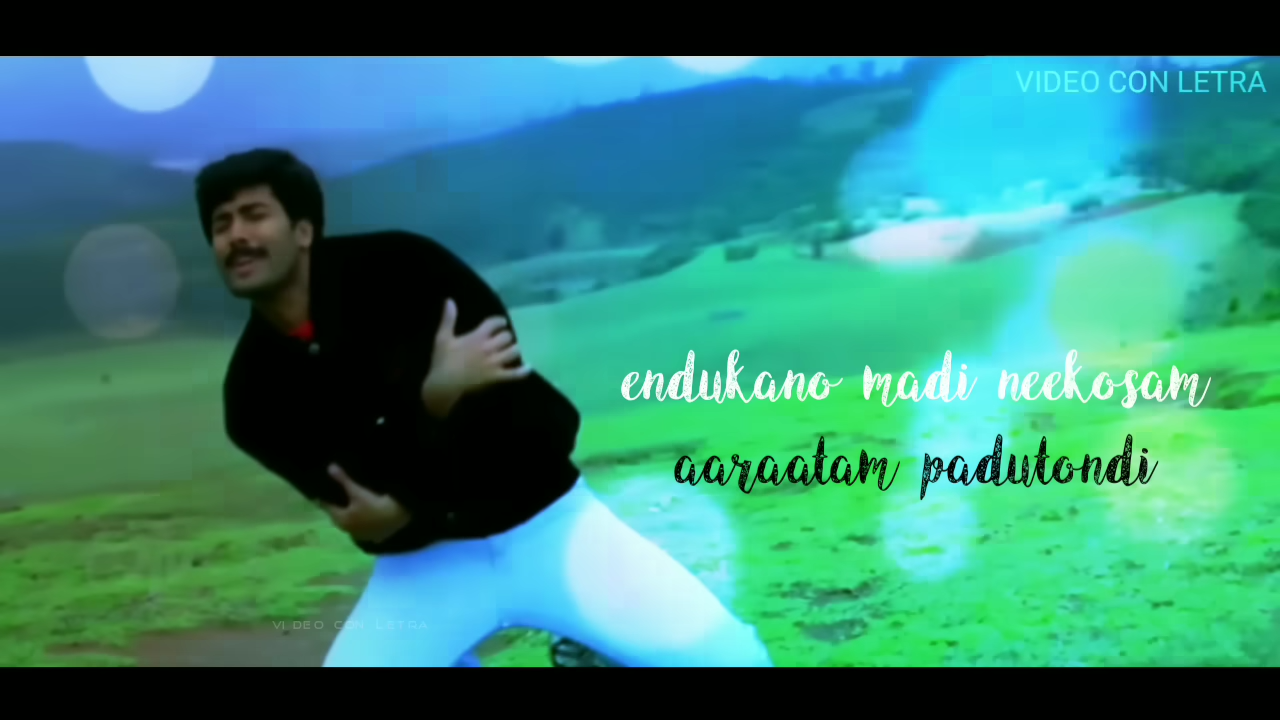 VIDEO CON LETRA
endukano madi neekosam
aaraatam padutondi
VIDEO CON LETRA